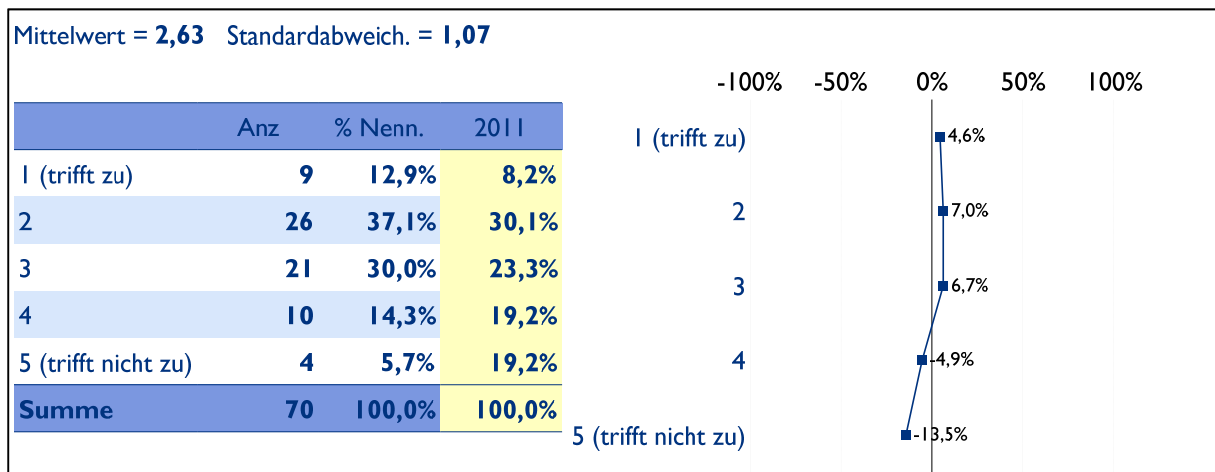 Mittelwert = 2,63 Standardabweich. = 1,07
Anz % Nenn. 2011
1 (trifft zu) 9 12,9% 8,2%
2 26 37,1% 30,1%
3 21 30,0% 23,3%
4 10 14,3% 19,2%
5 (trifft nicht zu) 4 5,7% 19,2%
Summe 70 100,0% 100,0%
-100% -50% 0% 50% 100%
1 (trifft zu) 4,6%
2 7,0%
3 6,7%
4 -4,9%
5 (trifft nicht zu) -13,5%